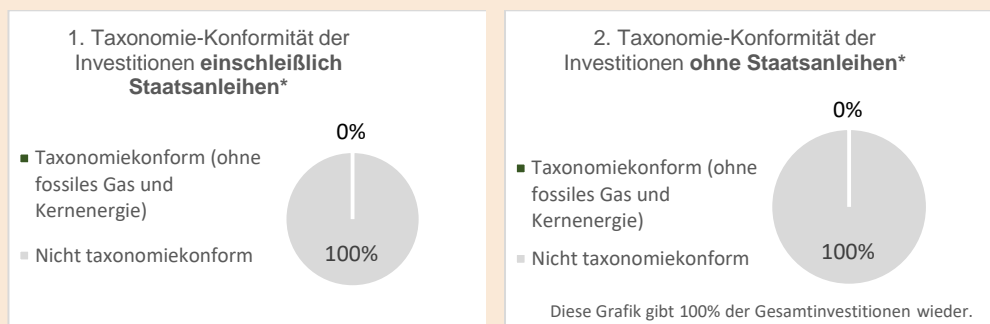 1. Taxonomie-Konformität der
Investitionen einschleißlich
Staatsanleihen*
0%
Taxonomiekonform (ohne
fossiles Gas und
Kernenergie)
Nicht taxonomiekonform
100%
2. Taxonomie-Konformität der
Investitionen ohne Staatsanleihen*
0%
Taxonomiekonform (ohne
fossiles Gas und
Kernenergie)
Nicht taxonomiekonform
100%
Diese Grafik gibt 100% der Gesamtinvestitionen wieder.